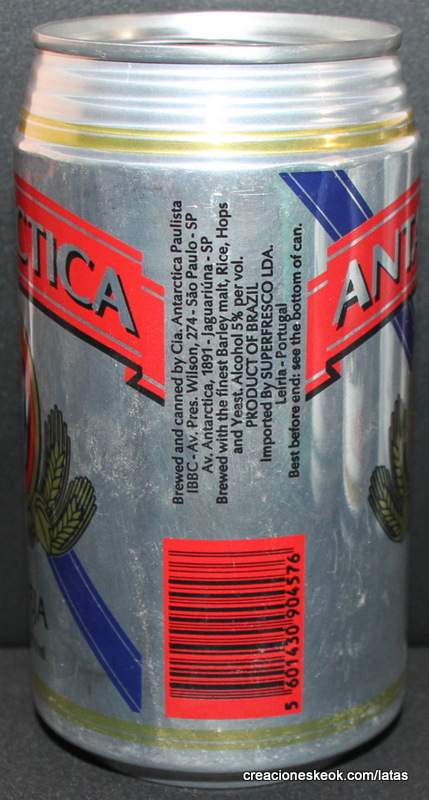 CTICA
ANTA
Brewed and canned by Cia. Antarctica Paulista
IBBC - Av. Pres. Wilson, 274 - São Paulo - SP
Av. Antarctica, 1891 - Jaguariúna - SP
Brewed with the finest Barley malt, Rice, Hops
and Yeast. Alcohol 5% per vol.
PRODUCT OF BRAZIL
Imported By: SUPERFRESCO LDA.
Leiria - Portugal
Best before end: see the bottom of can.
5 601430 904576
creacioneskeok.com/latas